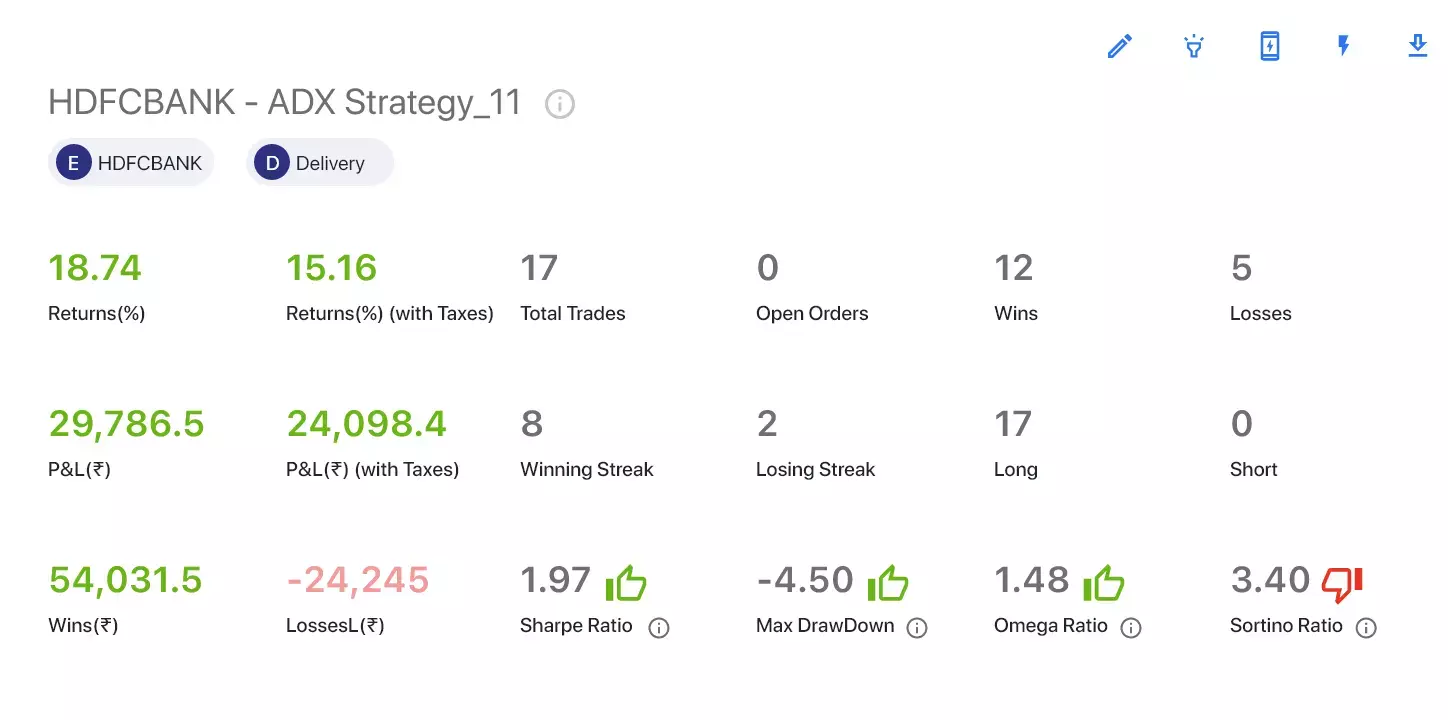 HDFCBANK - ADX Strategy_11
E HDFCBANK D Delivery
18.74 15.16 17 0 12 5
Returns(%) Returns(%) (with Taxes) Total Trades Open Orders Wins Losses
29,786.5 24,098.4 8 2 17 0
P&L(₹) P&L(₹) (with Taxes) Winning Streak Losing Streak Long Short
54,031.5 -24,245 1.97 -4.50 1.48 3.40
Wins(₹) LossesL(₹) Sharpe Ratio Max DrawDown Omega Ratio Sortino Ratio